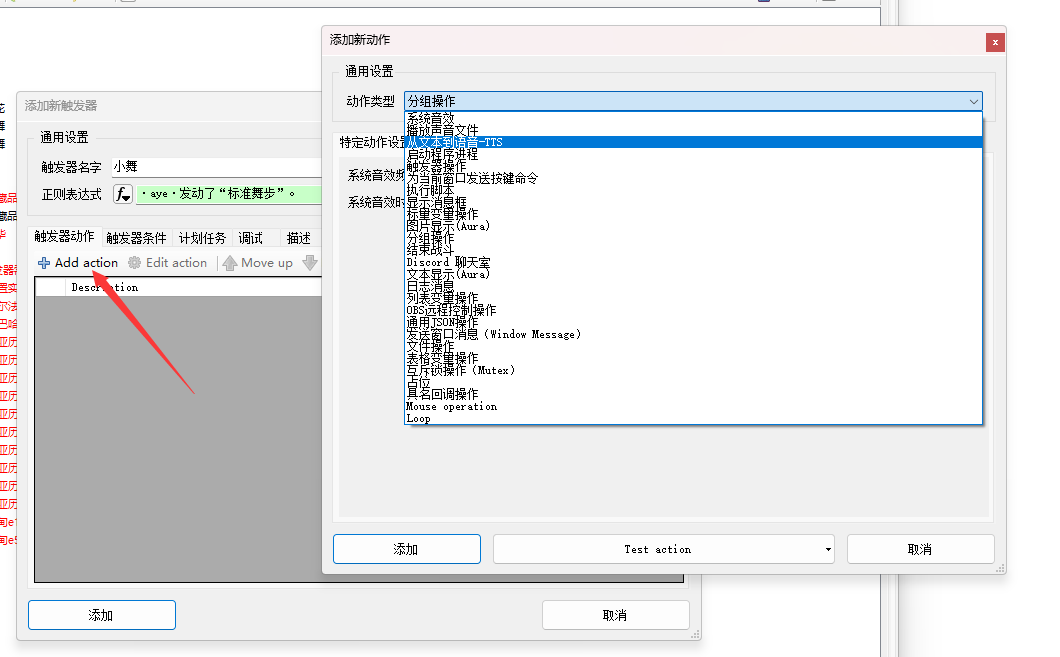 花
舞
舞
藏品
藏品
华
添加新触发器
通用设置
触发器名字
小舞
正则表达式
f
·aye·发动了“标准舞步”。
触发器动作
触发器条件
计划任务
调试
描述
Add action
Edit action
Move up
Description
添加
取消
添加新动作
x
通用设置
动作类型
分组操作
特定动作设
系统音效频
系统音效时
系统音效
播放声音文件
从文本到语音-TTS
启动程序进程
触发器操作
为当前窗口发送按键命令
执行脚本
显示消息框
标量变量操作
图片显示(Aura)
分组操作
结束战斗
Discord 聊天室
文本显示(Aura)
日志消息
列表变量操作
OBS远程控制操作
通用JSON操作
发送窗口消息（Window Message）
文件操作
表格变量操作
互斥锁操作（Mutex）
占位
具名回调操作
Mouse operation
Loop
添加
Test action
取消